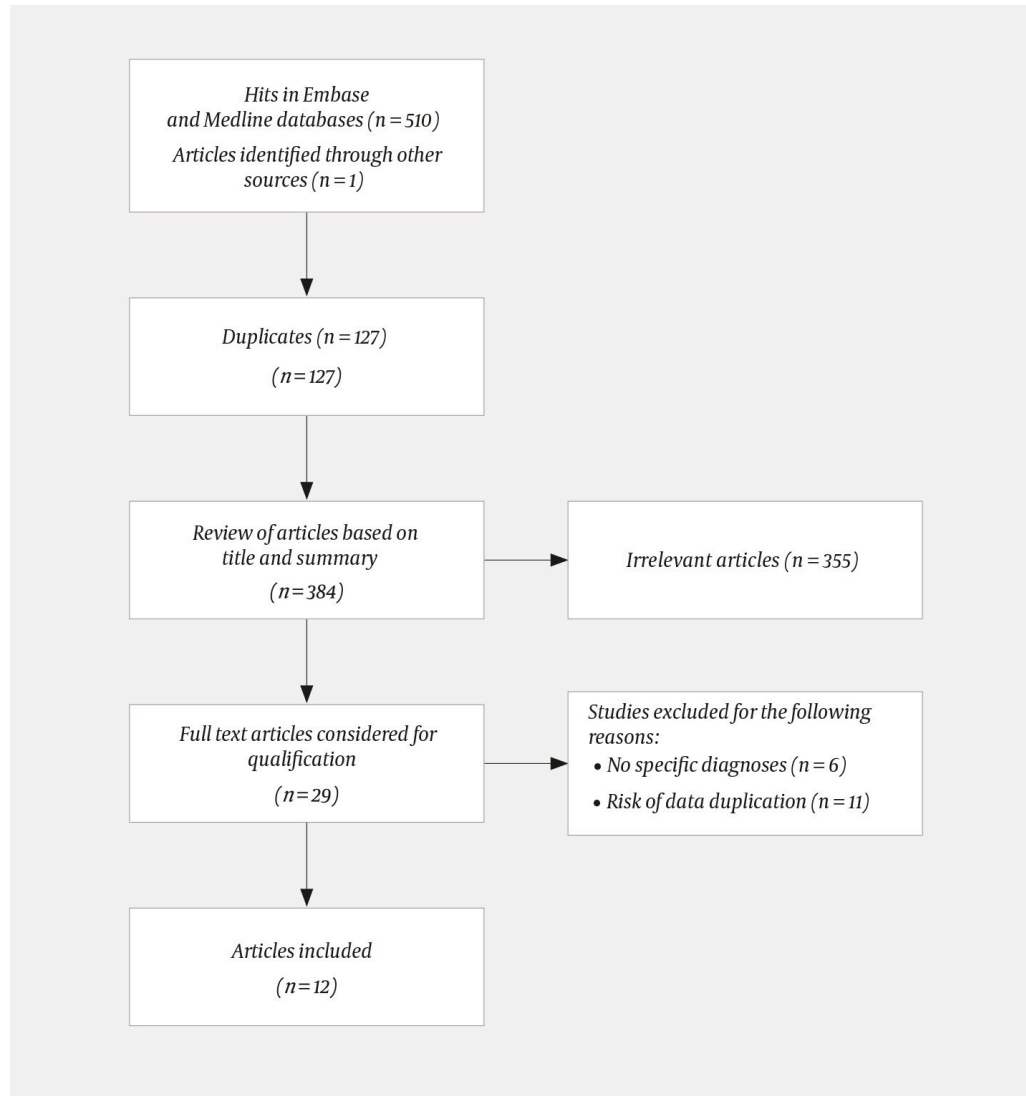 Hits in Embase
and Medline databases (n = 510)
Articles identified through other
sources (n = 1)
Duplicates (n = 127)
(n = 127)
Review of articles based on
title and summary
(n = 384)
Irrelevant articles (n = 355)
Full text articles considered for
qualification
(n = 29)
Studies excluded for the following
reasons:
• No specific diagnoses (n = 6)
• Risk of data duplication (n = 11)
Articles included
(n = 12)